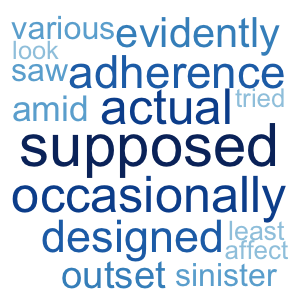 various evidently
look
saw adherence
amid actual tried
supposed
occasionally
designed least
affect
outset sinister